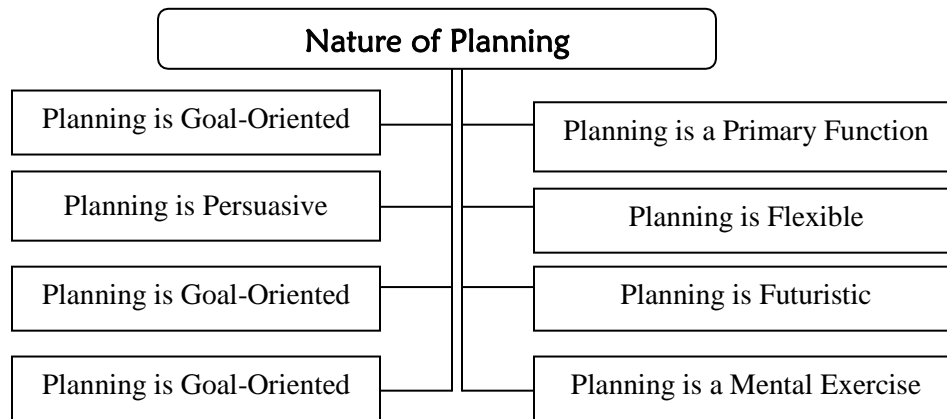 Nature of Planning
Planning is Goal-Oriented
Planning is a Primary Function
Planning is Persuasive
Planning is Flexible
Planning is Goal-Oriented
Planning is Futuristic
Planning is Goal-Oriented
Planning is a Mental Exercise